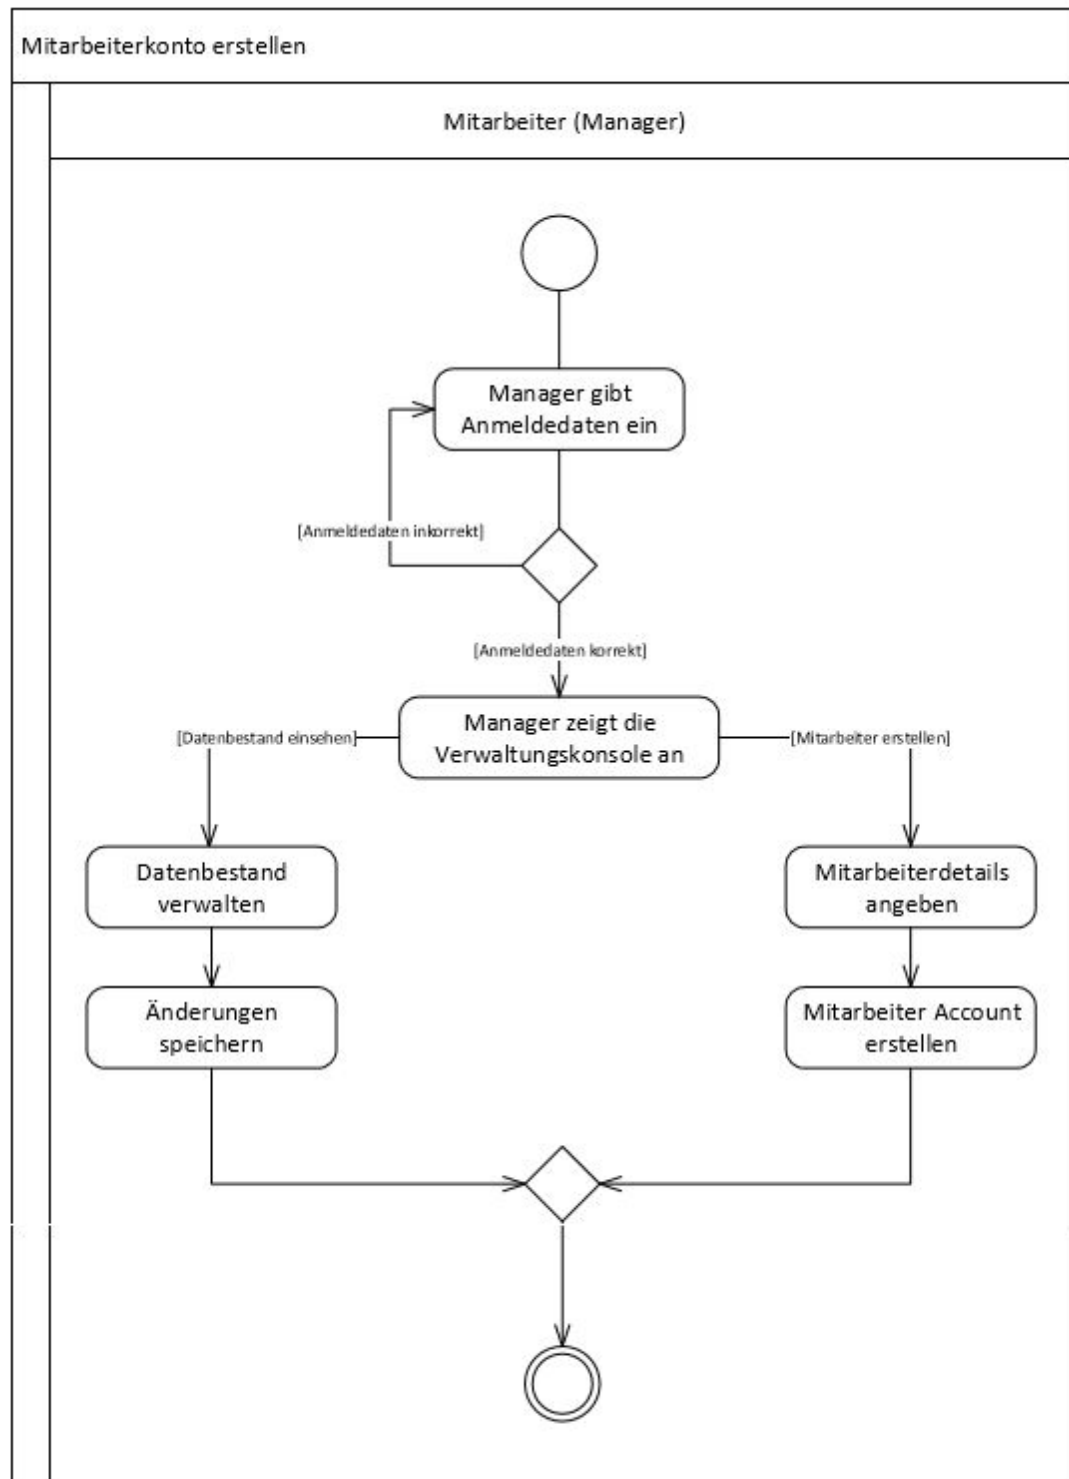 Mitarbeiterkonto erstellen
Mitarbeiter (Manager)
Manager gibt
Anmeldedaten ein
[Anmeldedaten inkorrekt]
[Anmeldedaten korrekt]
Manager zeigt die
Verwaltungskonsole an
[Datenbestand einsehen]
[Mitarbeiter erstellen]
Datenbestand
verwalten
Mitarbeiterdetails
angeben
Änderungen
speichern
Mitarbeiter Account
erstellen